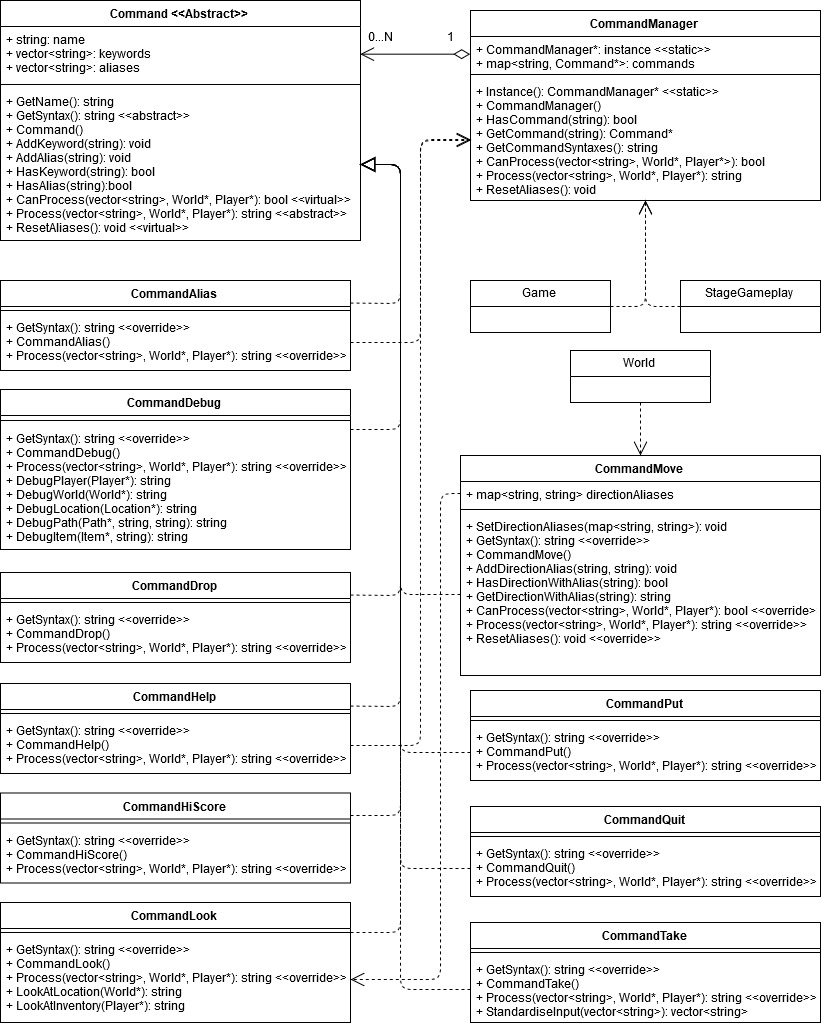 Command <<Abstract>>
+ string: name
+ vector<string>: keywords
+ vector<string>: aliases
+ GetName(): string
+ GetSyntax(): string <<abstract>>
+ Command()
+ AddKeyword(string): void
+ AddAlias(string): void
+ HasKeyword(string): bool
+ HasAlias(string):bool
+ CanProcess(vector<string>, World*, Player*): bool <<virtual>>
+ Process(vector<string>, World*, Player*): string <<abstract>>
+ ResetAliases(): void <<virtual>>
0...N
1
CommandManager
+ CommandManager*: instance <<static>>
+ map<string, Command*>: commands
+ Instance(): CommandManager* <<static>>
+ CommandManager()
+ HasCommand(string): bool
+ GetCommand(string): Command*
+ GetCommandSyntaxes(): string
+ CanProcess(vector<string>, World*, Player*>): bool
+ Process(vector<string>, World*, Player*): string
+ ResetAliases(): void
CommandAlias
+ GetSyntax(): string <<override>>
+ CommandAlias()
+ Process(vector<string>, World*, Player*): string <<override>>
Game
StageGameplay
World
CommandDebug
+ GetSyntax(): string <<override>>
+ CommandDebug()
+ Process(vector<string>, World*, Player*): string <<override>>
+ DebugPlayer(Player*): string
+ DebugWorld(World*): string
+ DebugLocation(Location*): string
+ DebugPath(Path*, string, string): string
+ DebugItem(Item*, string): string
CommandMove
+ map<string, string> directionAliases
+ SetDirectionAliases(map<string, string>): void
+ GetSyntax(): string <<override>>
+ CommandMove()
+ AddDirectionAlias(string, string): void
+ HasDirectionWithAlias(string): bool
+ GetDirectionWithAlias(string): string
+ CanProcess(vector<string>, World*, Player*): bool <<override>
+ Process(vector<string>, World*, Player*): string <<override>>
+ ResetAliases(): void <<override>>
CommandDrop
+ GetSyntax(): string <<override>>
+ CommandDrop()
+ Process(vector<string>, World*, Player*): string <<override>>
CommandHelp
+ GetSyntax(): string <<override>>
+ CommandHelp()
+ Process(vector<string>, World*, Player*): string <<override>>
CommandPut
+ GetSyntax(): string <<override>>
+ CommandPut()
+ Process(vector<string>, World*, Player*): string <<override>>
CommandHiScore
+ GetSyntax(): string <<override>>
+ CommandHiScore()
+ Process(vector<string>, World*, Player*): string <<override>>
CommandQuit
+ GetSyntax(): string <<override>>
+ CommandQuit()
+ Process(vector<string>, World*, Player*): string <<override>>
CommandLook
+ GetSyntax(): string <<override>>
+ CommandLook()
+ Process(vector<string>, World*, Player*): string <<override>>
+ LookAtLocation(World*): string
+ LookAtInventory(Player*): string
CommandTake
+ GetSyntax(): string <<override>>
+ CommandTake()
+ Process(vector<string>, World*, Player*): string <<override>>
+ StandardiseInput(vector<string>): vector<string>